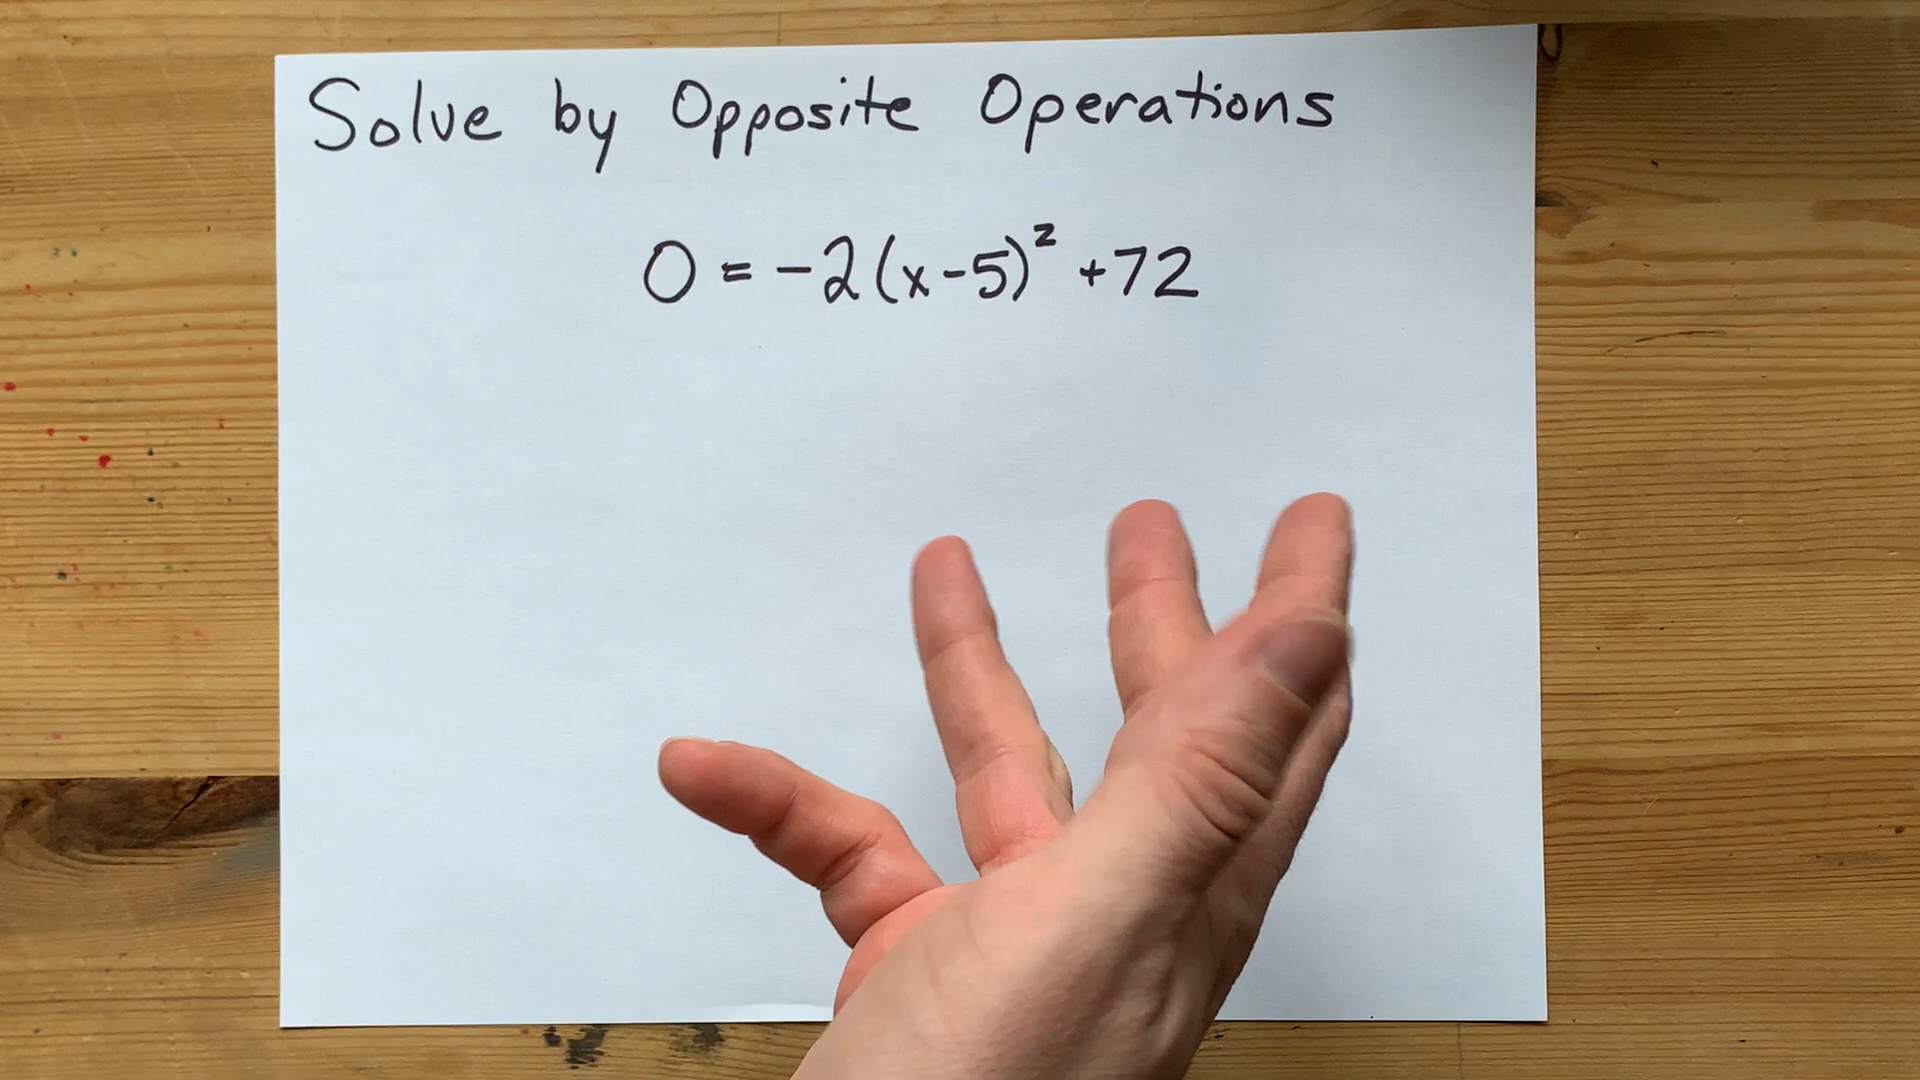 Solve by Opposite Operations
0 = -2(x-5)² +72